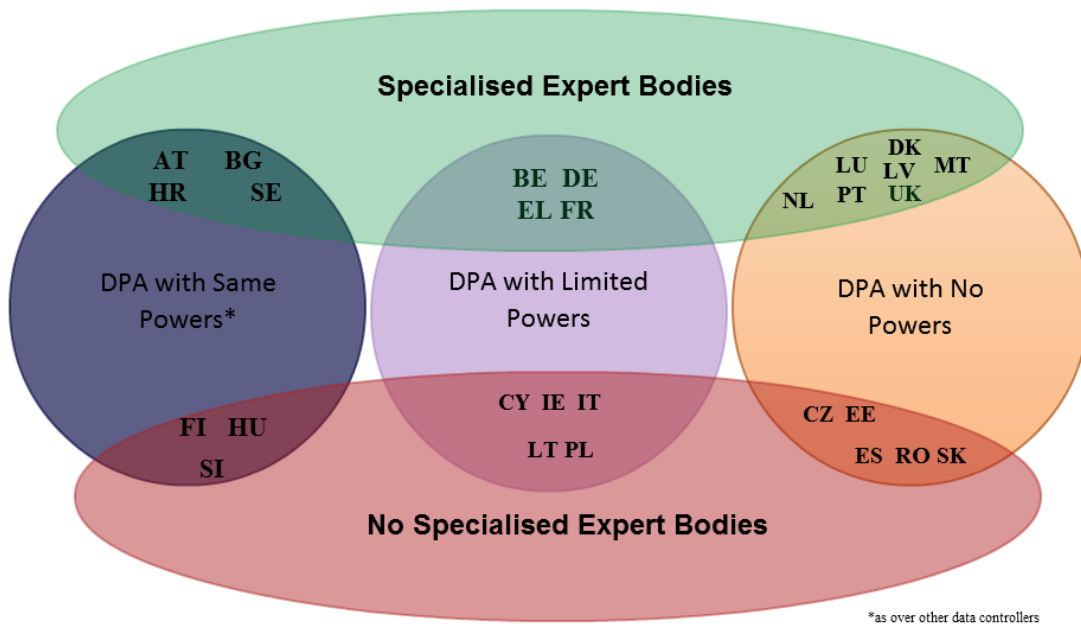 Specialised Expert Bodies
AT BG
HR SE
BE DE
EL FR
DK
LU LV MT
NL PT UK
DPA with Same
Powers*
DPA with Limited
Powers
DPA with No
Powers
FI HU
SI
CY IE IT
LT PL
CZ EE
ES RO SK
No Specialised Expert Bodies
*as over other data controllers